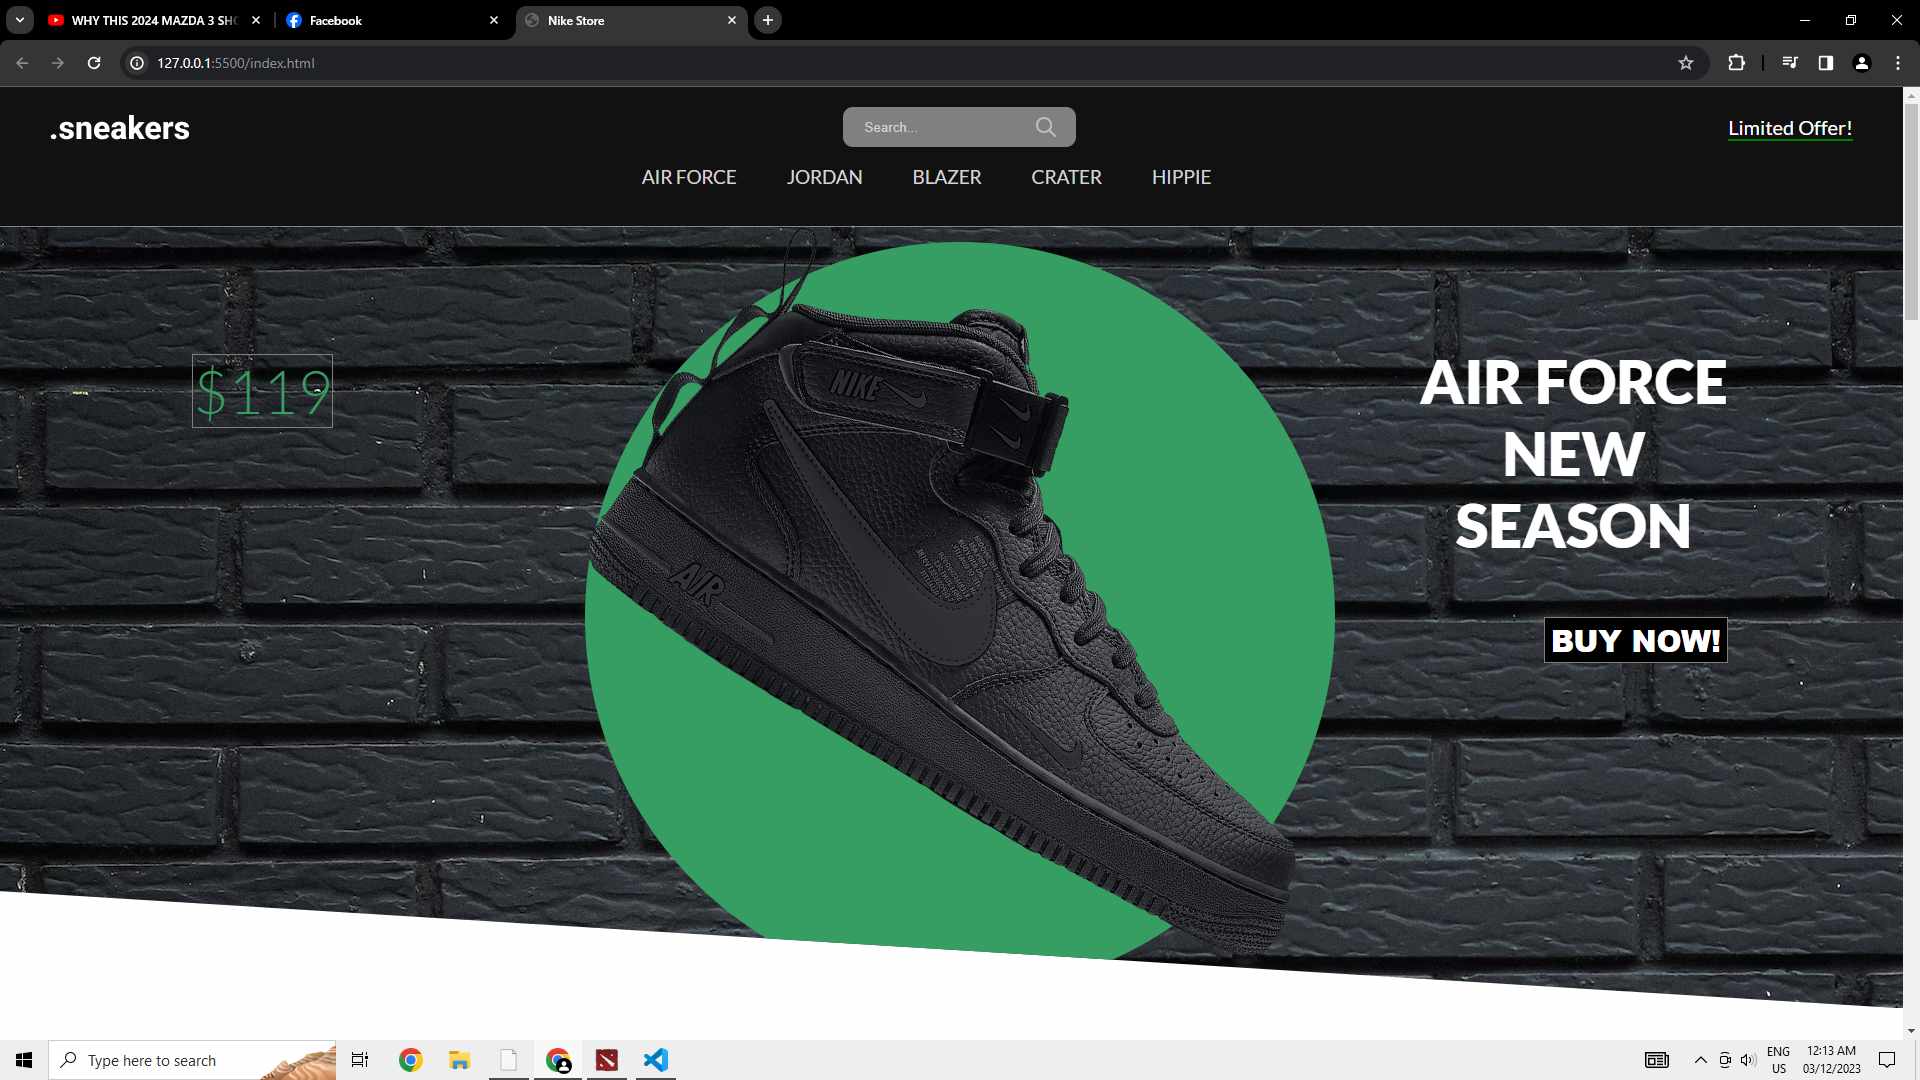 WHY THIS 2024 MAZDA 3 SHO
Facebook
Nike Store
127.0.0.1:5500/index.html
.sneakers
Search...
Limited Offer!
AIR FORCE
JORDAN
BLAZER
CRATER
HIPPIE
$119
AIR FORCE
NEW
SEASON
BUY NOW!
NIKE
AIR
Type here to search
ENG
US
12:13 AM
03/12/2023